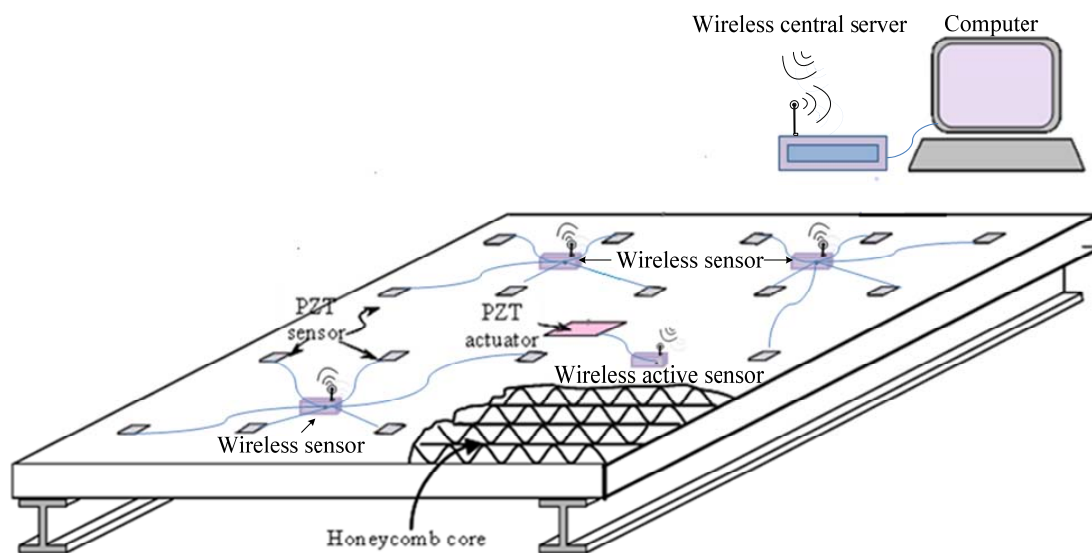 Wireless central server
Computer
Wireless sensor
PZT
sensor
PZT
actuator
Wireless active sensor
Wireless sensor
Honeycomb core